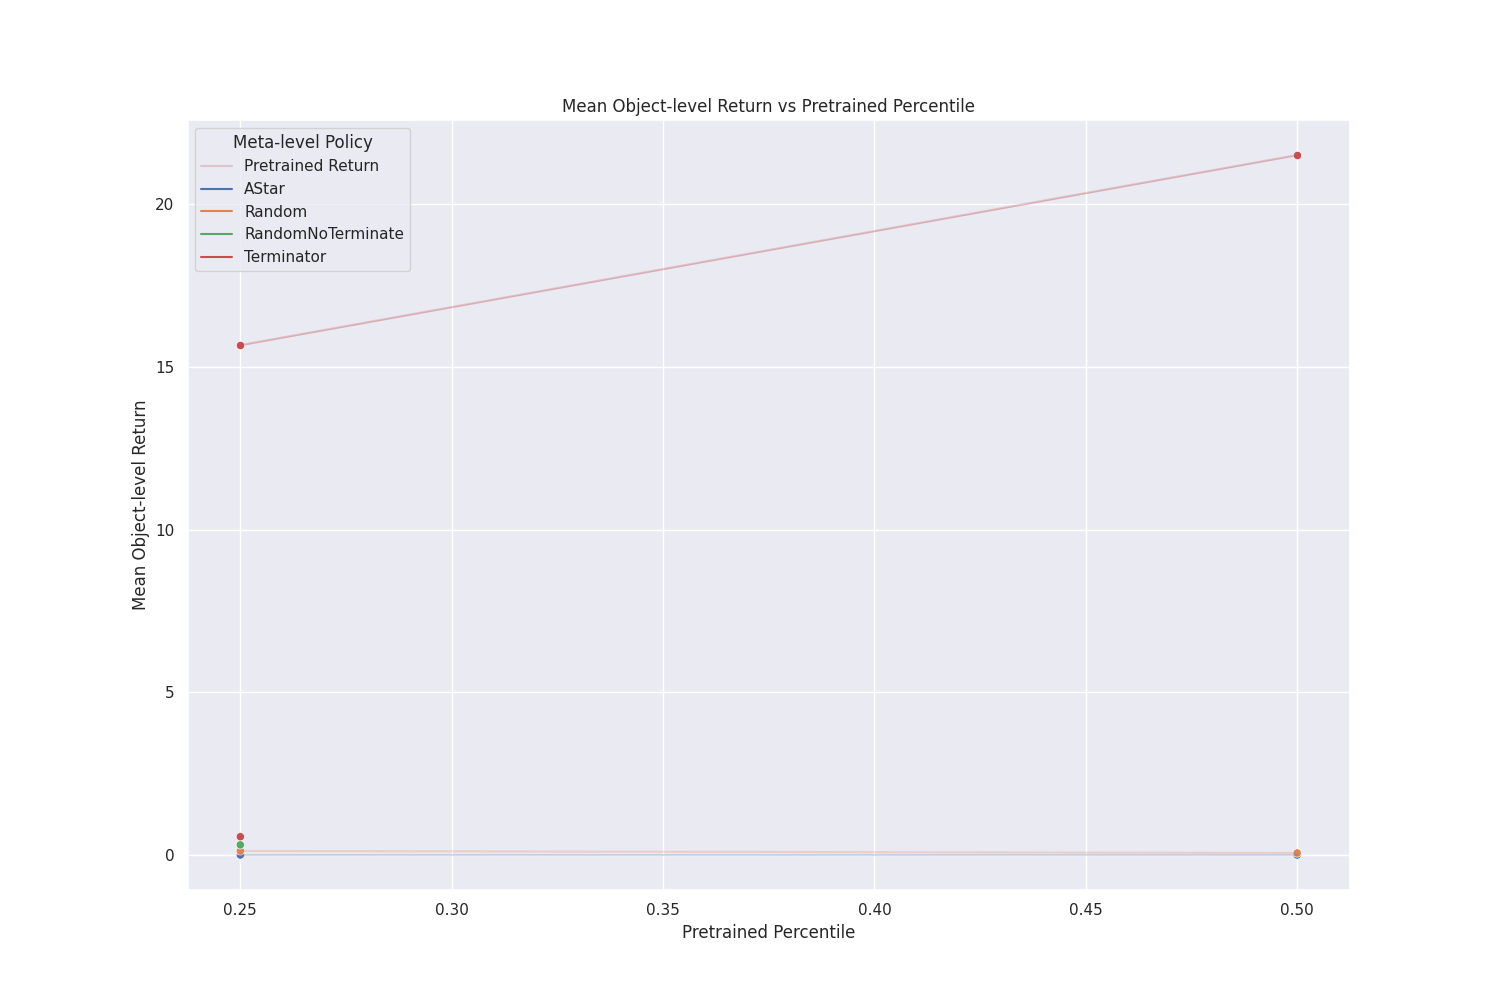 Mean Object-level Return vs Pretrained Percentile
Meta-level Policy
Pretrained Return
AStar
Random
RandomNoTerminate
Terminator
20
15
10
5
0
Mean Object-level Return
0.25
0.30
0.35
0.40
0.45
0.50
Pretrained Percentile